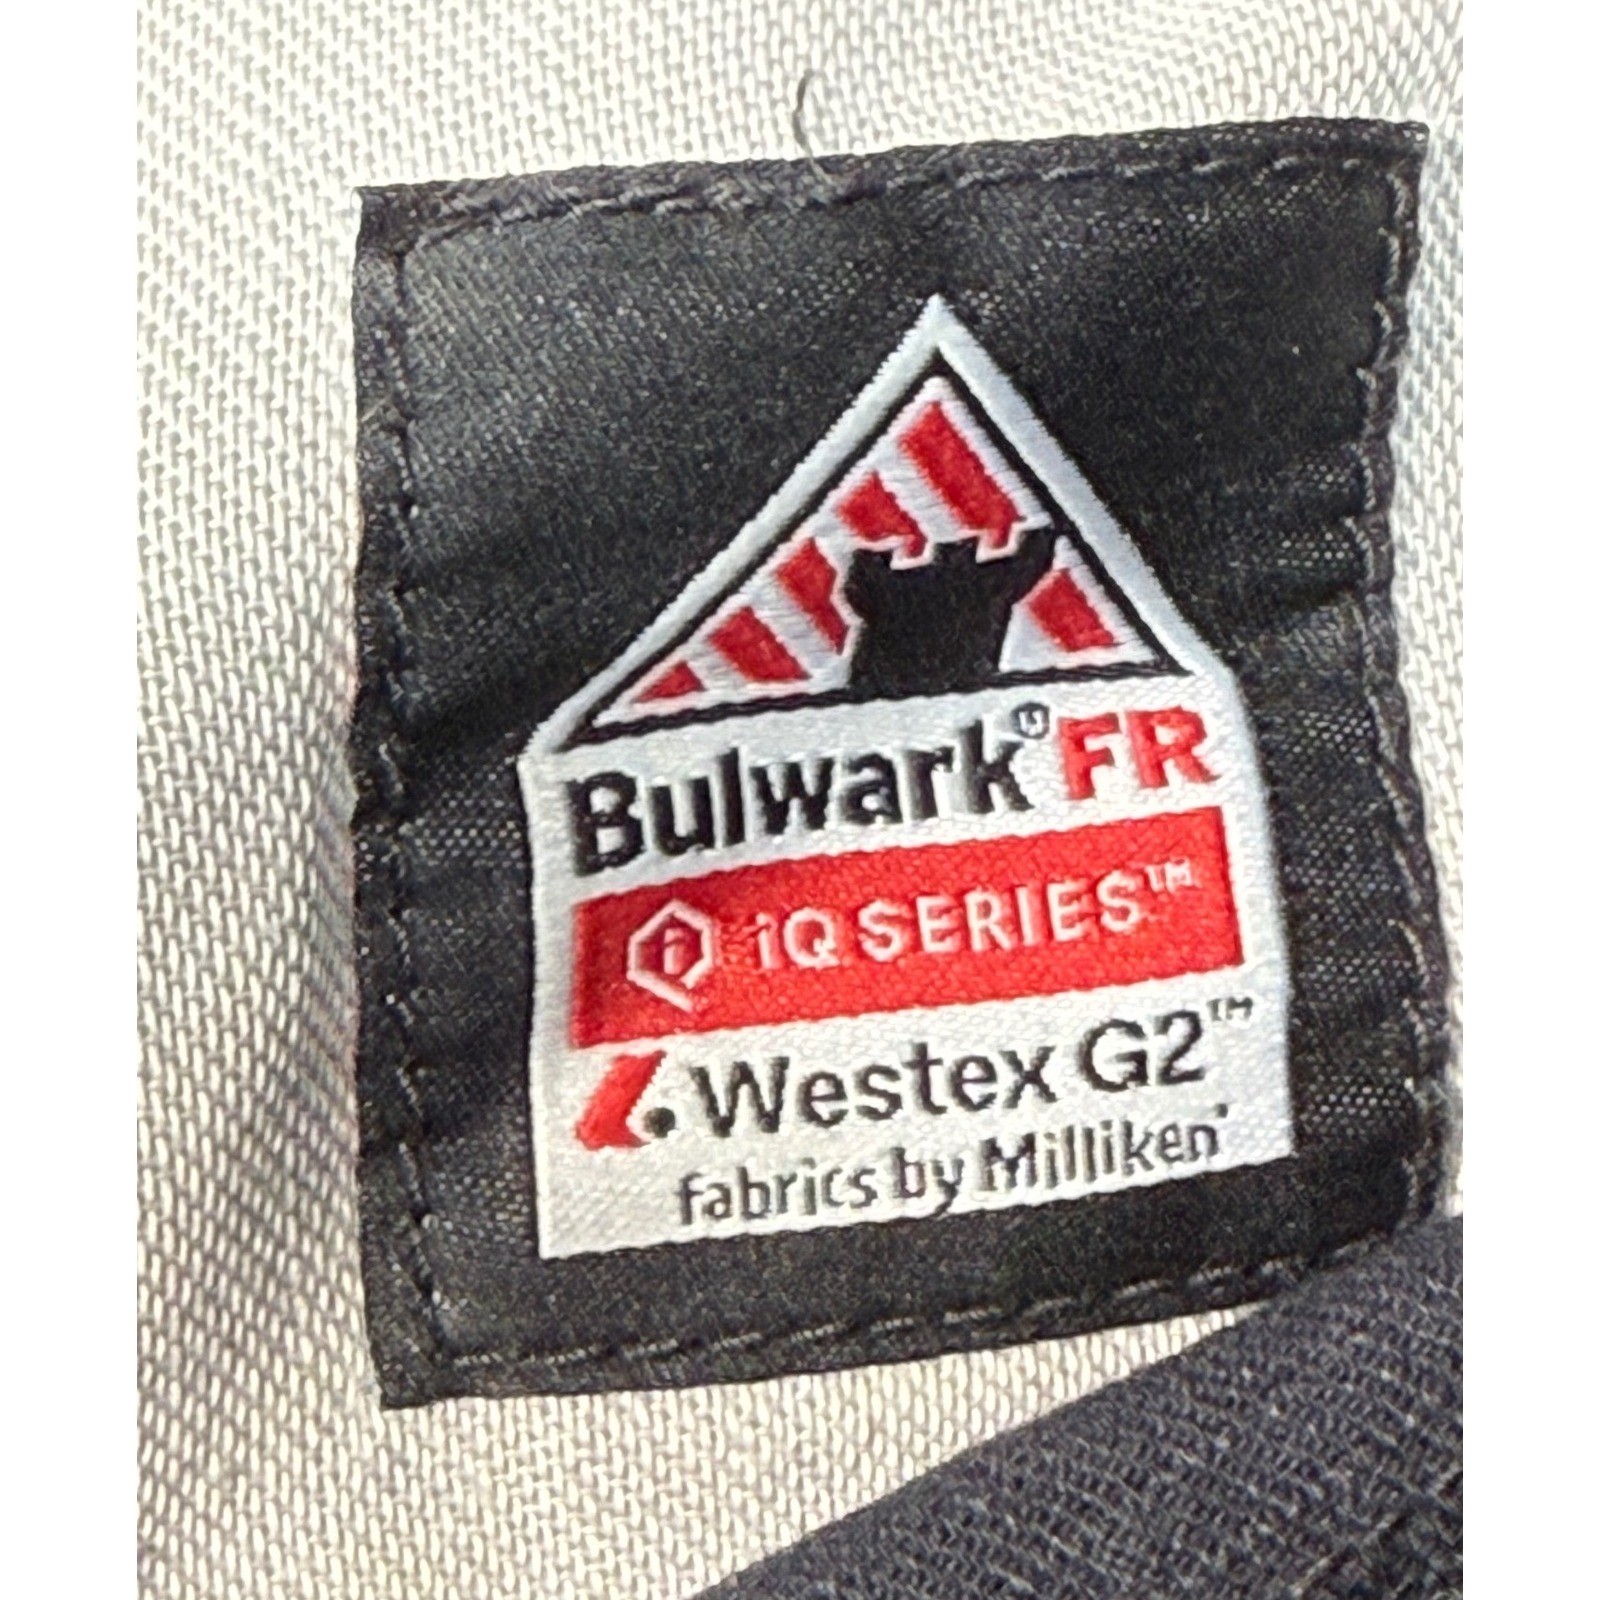 Bulwark® FR
iQ SERIES™
Westex G2™
fabrics by Milliken